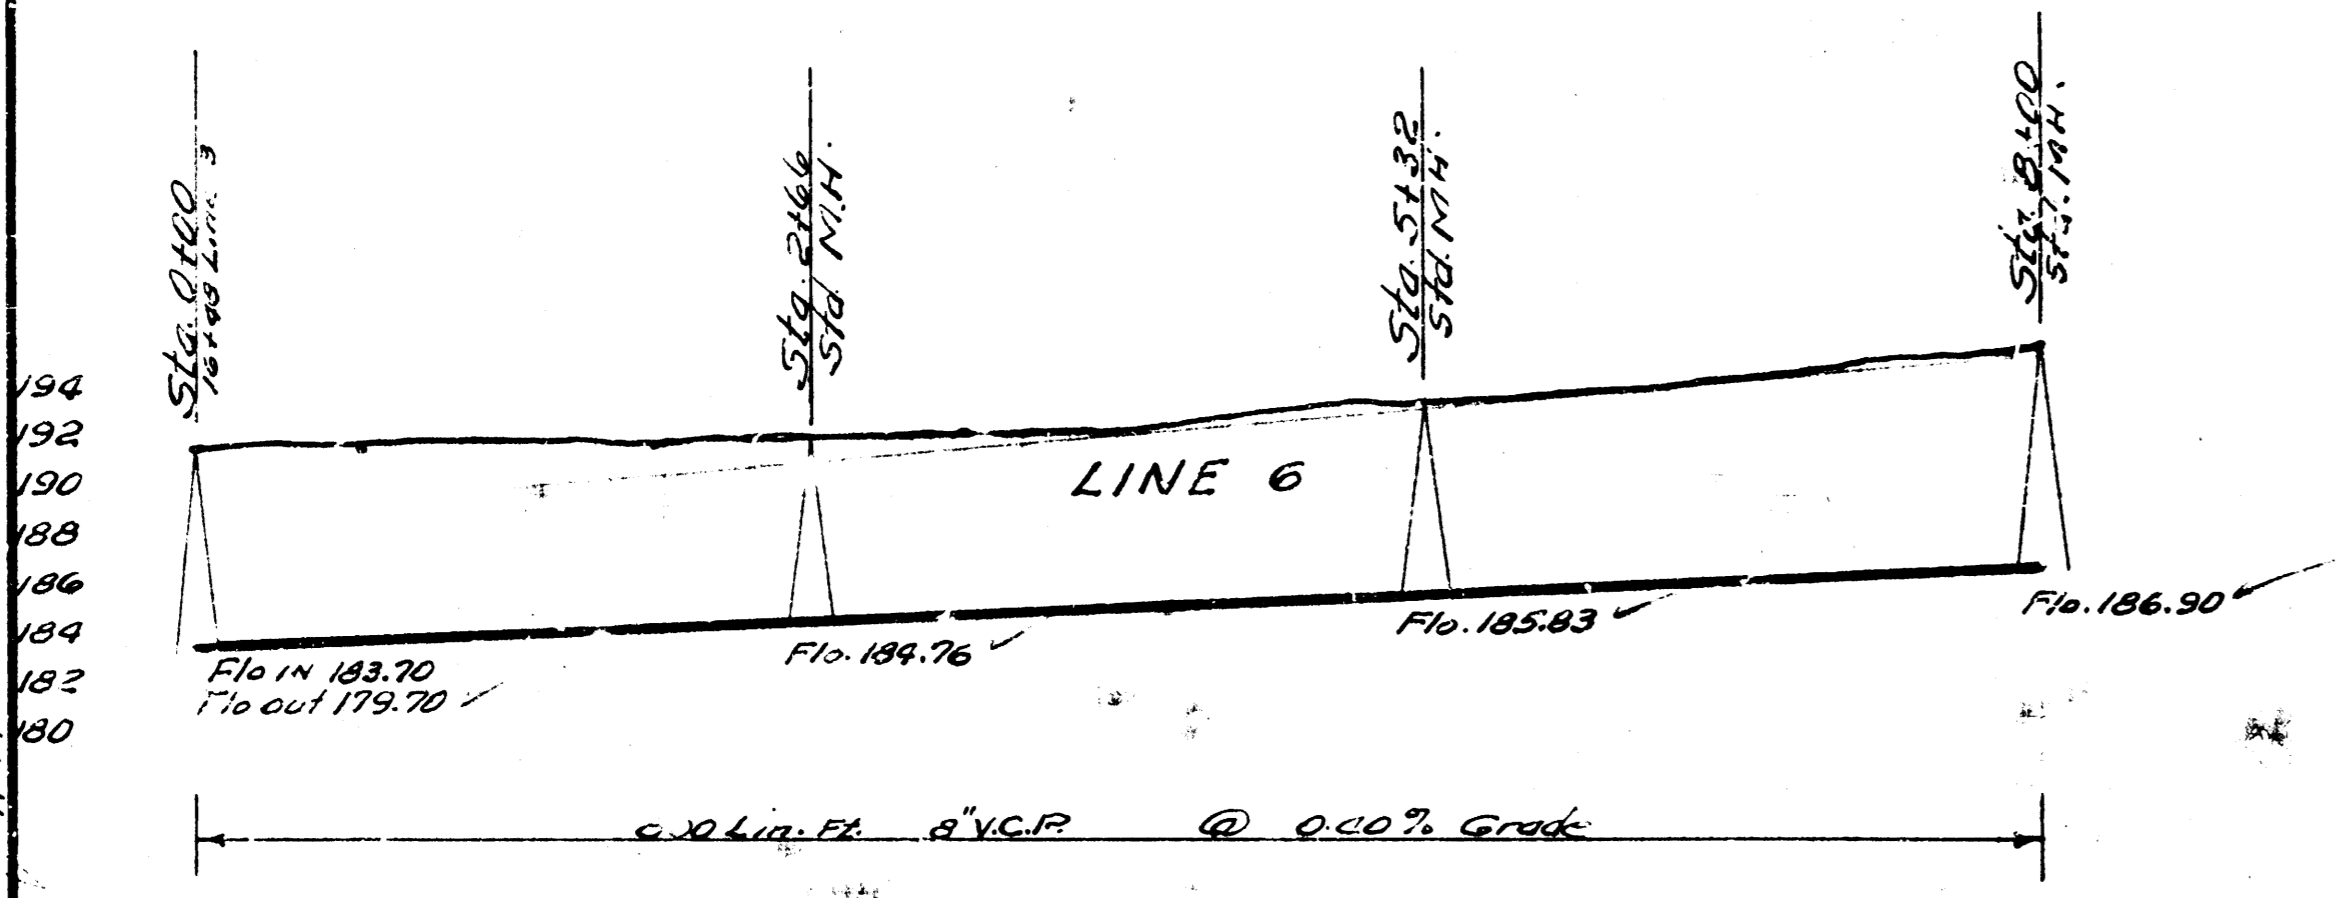 Sta. 0+00
16+98 Line 3
Sta. 2+66
Std M.H.
Sta. 5+32
Std. M.H.
Sta. 8+00
Std. M.H.
194
192
190
188
186
184
182
180
LINE 6
Flo IN 183.70
Flo out 179.70
Flo. 184.76
Flo. 185.83
Flo. 186.90
Lin. Ft. 8" V.C.P. @ 0.40% Grade